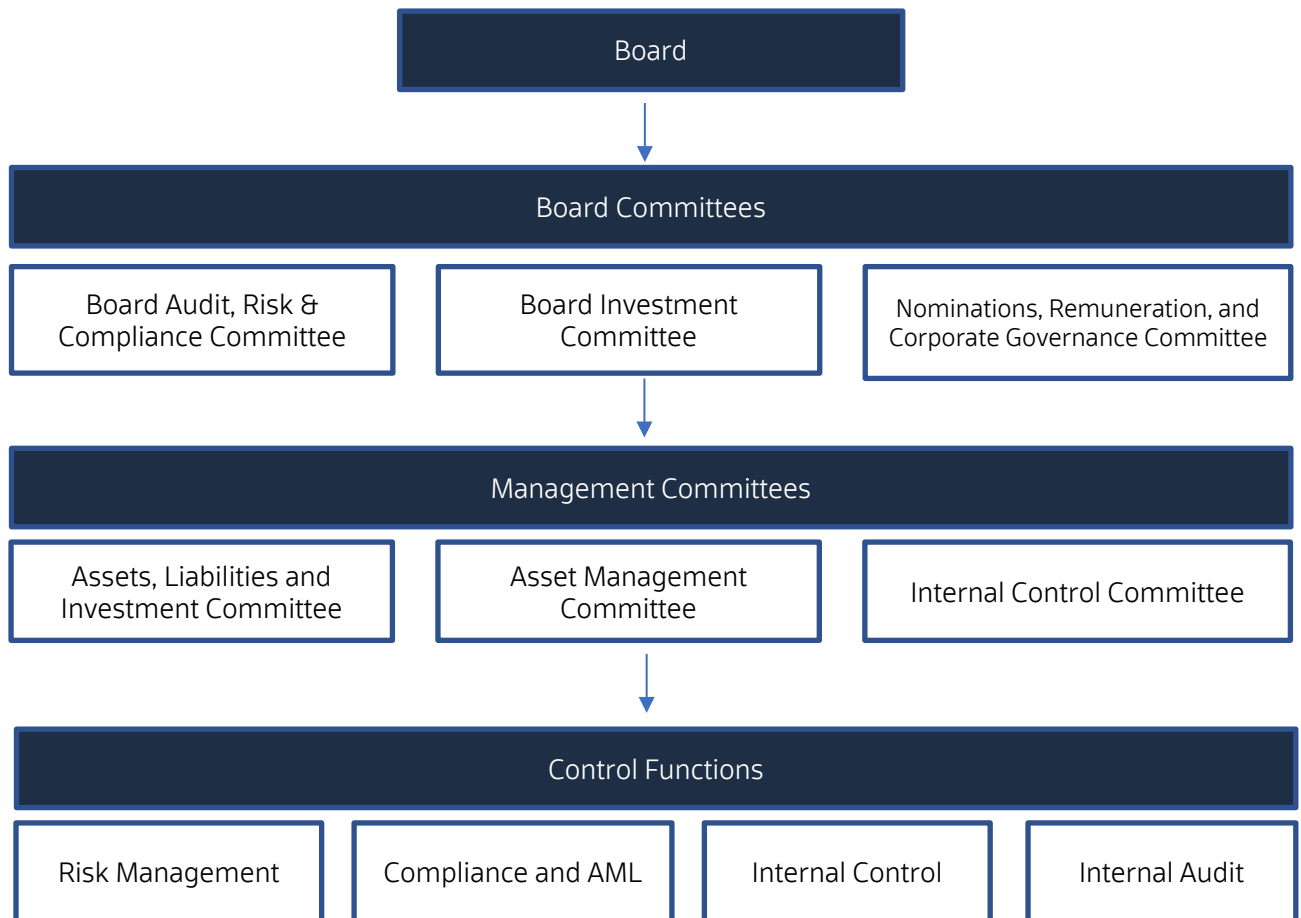 Board
Board Committees
Board Audit, Risk &
Compliance Committee
Board Investment
Committee
Nominations, Remuneration, and
Corporate Governance Committee
Management Committees
Assets, Liabilities and
Investment Committee
Asset Management
Committee
Internal Control Committee
Control Functions
Risk Management
Compliance and AML
Internal Control
Internal Audit